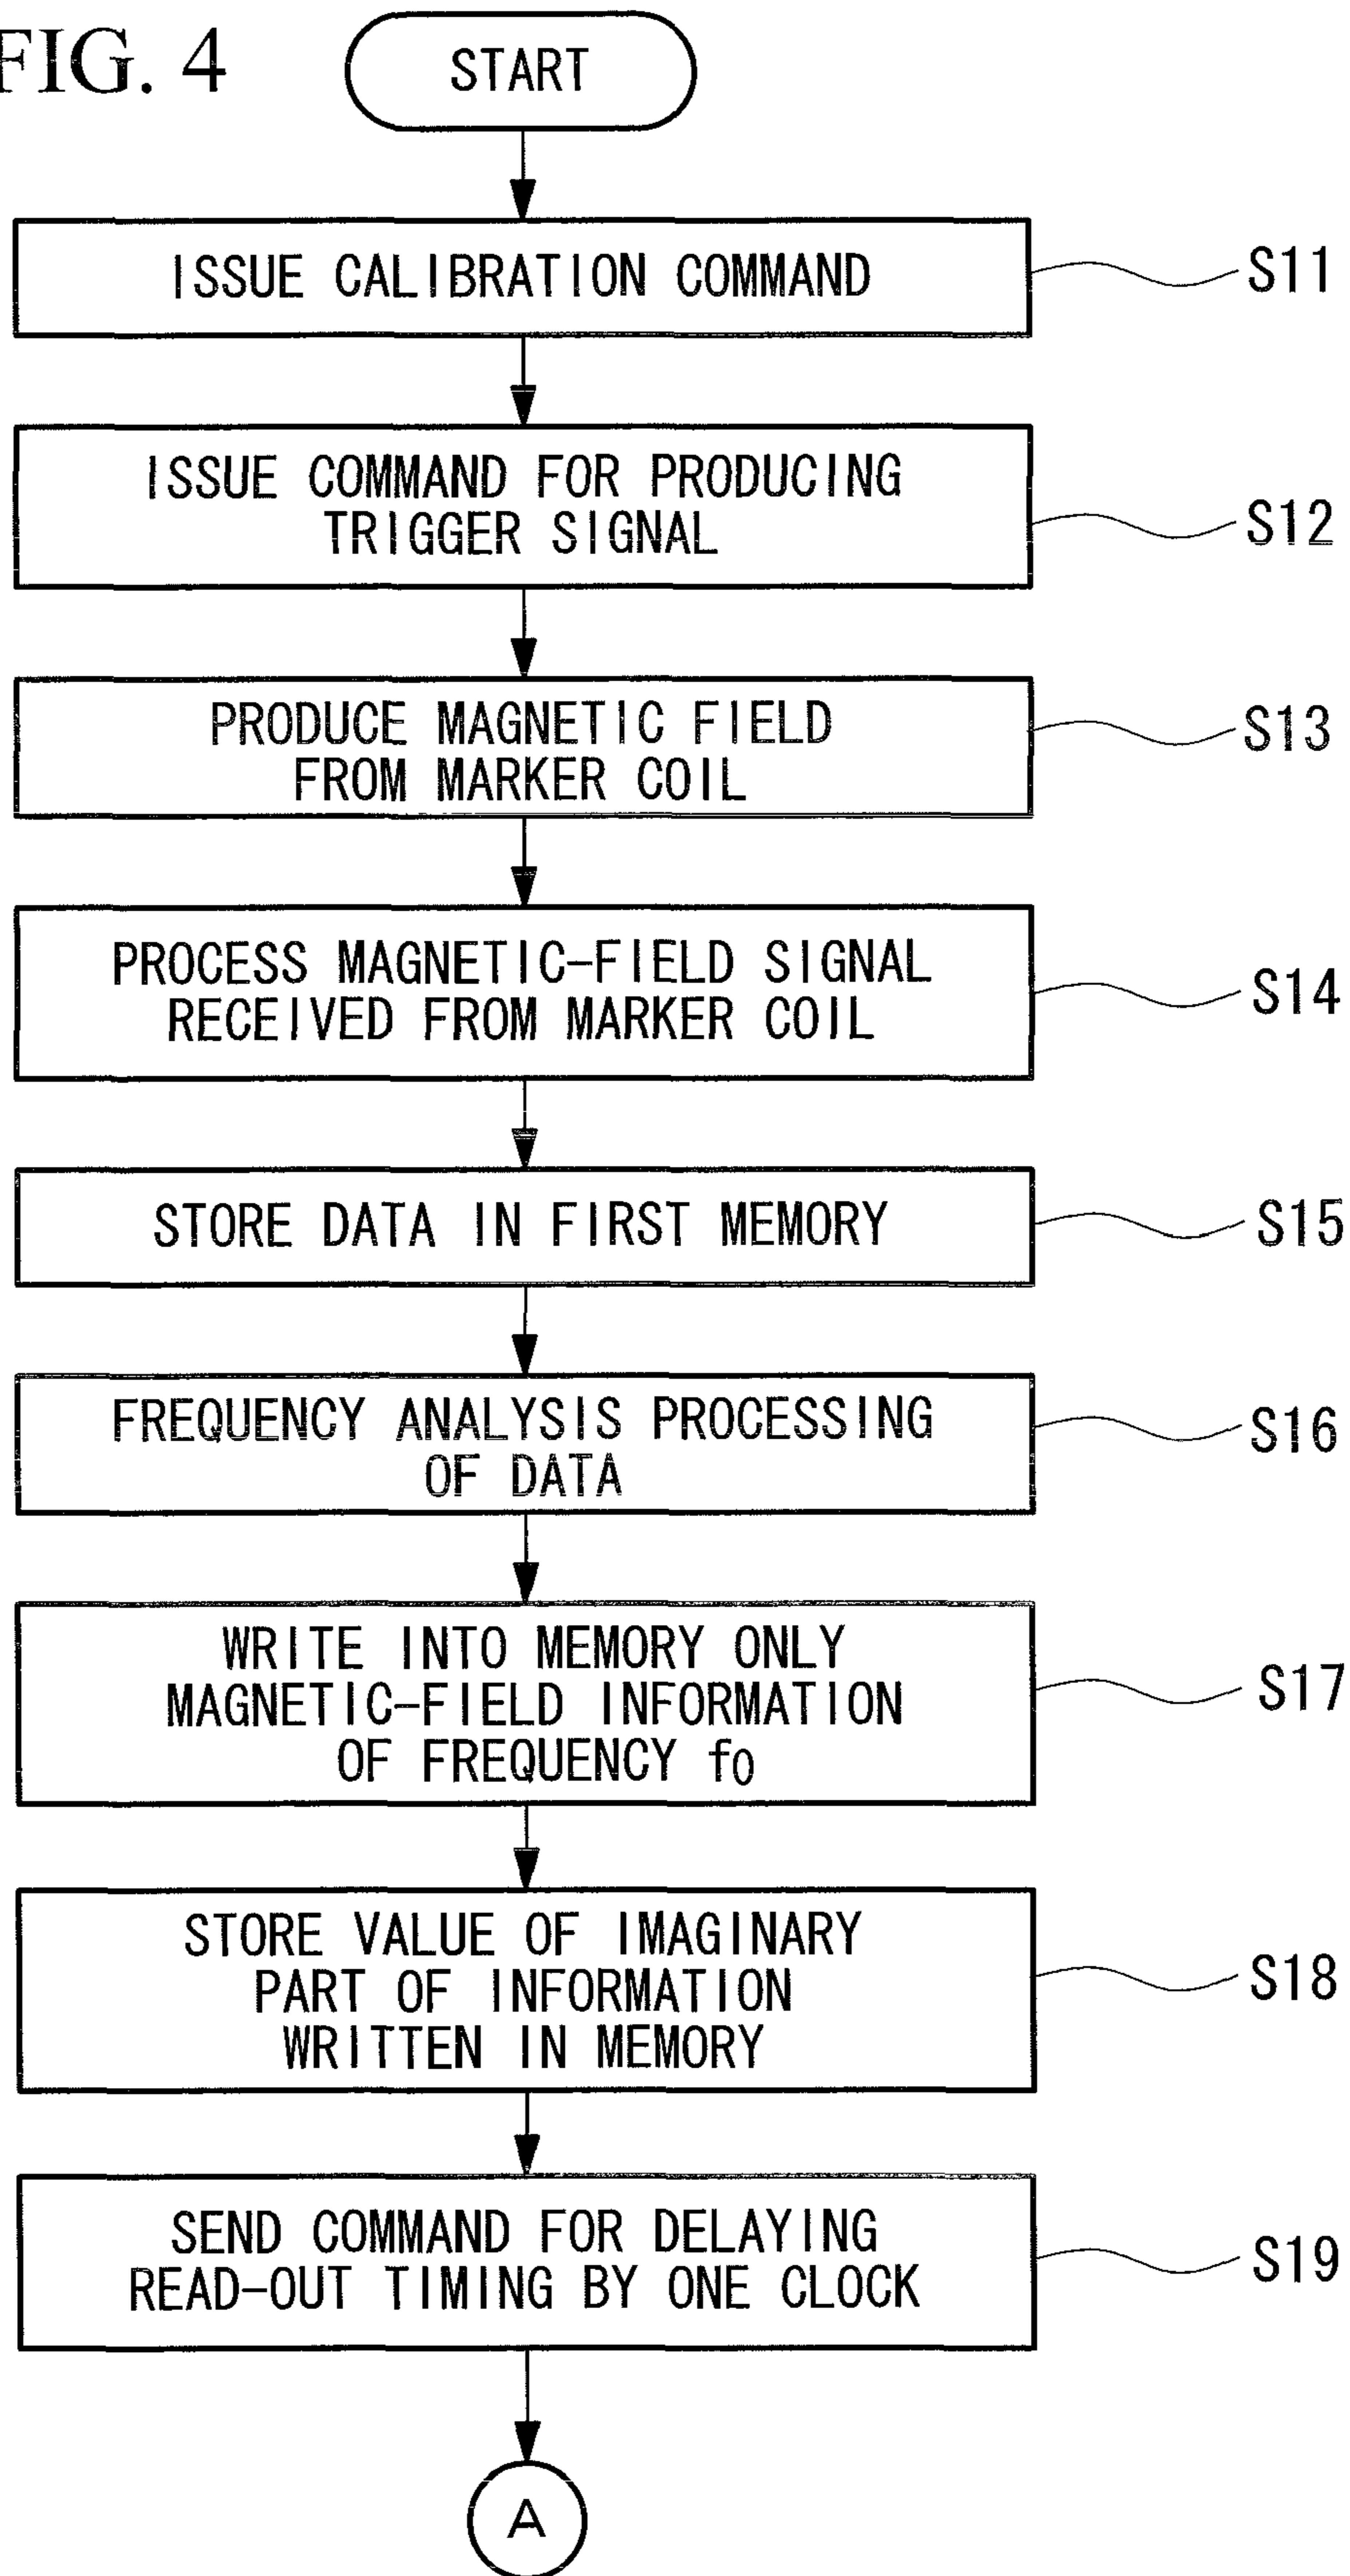 FIG. 4
START
ISSUE CALIBRATION COMMAND
S11
ISSUE COMMAND FOR PRODUCING
TRIGGER SIGNAL
S12
PRODUCE MAGNETIC FIELD
FROM MARKER COIL
S13
PROCESS MAGNETIC-FIELD SIGNAL
RECEIVED FROM MARKER COIL
S14
STORE DATA IN FIRST MEMORY
S15
FREQUENCY ANALYSIS PROCESSING
OF DATA
S16
WRITE INTO MEMORY ONLY
MAGNETIC-FIELD INFORMATION
OF FREQUENCY f0
S17
STORE VALUE OF IMAGINARY
PART OF INFORMATION
WRITTEN IN MEMORY
S18
SEND COMMAND FOR DELAYING
READ-OUT TIMING BY ONE CLOCK
S19
A